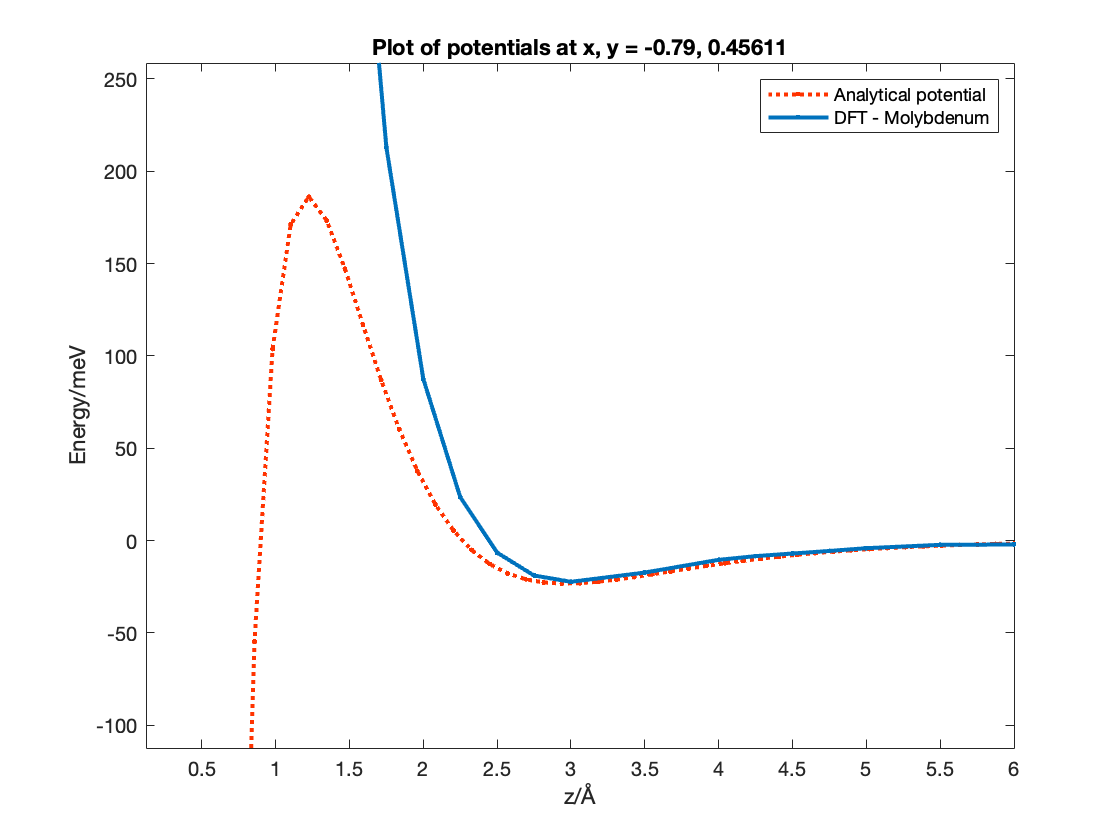 Plot of potentials at x, y = -0.79, 0.45611
Analytical potential
DFT - Molybdenum
Energy/meV
250
200
150
100
50
0
-50
-100
0.5 1 1.5 2 2.5 3 3.5 4 4.5 5 5.5 6
z/Å